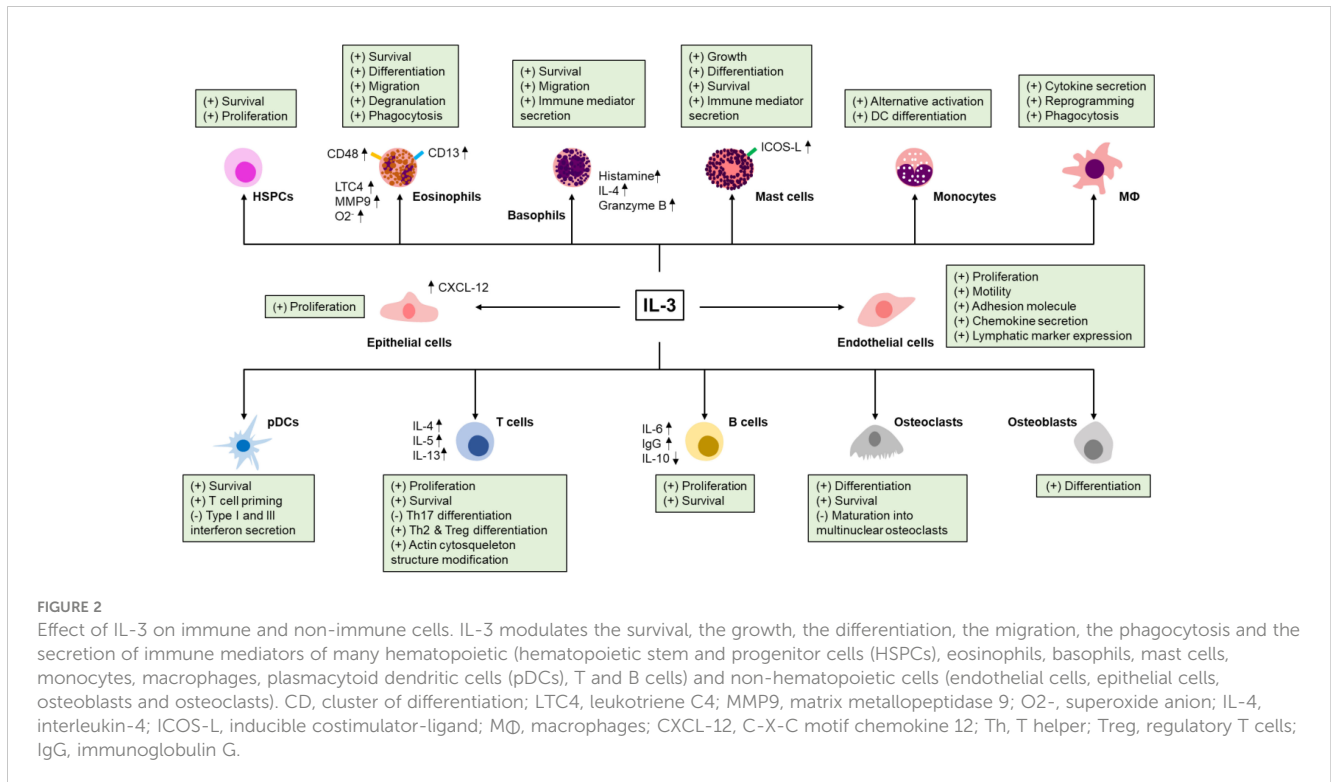 (+) Survival
(+) Proliferation
HSPCs
(+) Survival
(+) Differentiation
(+) Migration
(+) Degranulation
(+) Phagocytosis
CD48 ↑
CD13 ↑
LTC4 ↑
MMP9 ↑
O2⁻ ↑
Eosinophils
(+) Survival
(+) Migration
(+) Immune mediator
secretion
Histamine↑
IL-4 ↑
Granzyme B ↑
Basophils
(+) Growth
(+) Differentiation
(+) Survival
(+) Immune mediator
secretion
ICOS-L ↑
Mast cells
(+) Alternative activation
(+) DC differentiation
Monocytes
(+) Cytokine secretion
(+) Reprogramming
(+) Phagocytosis
MΦ
(+) Proliferation
↑ CXCL-12
Epithelial cells
IL-3
Endothelial cells
(+) Proliferation
(+) Motility
(+) Adhesion molecule
(+) Chemokine secretion
(+) Lymphatic marker expression
pDCs
(+) Survival
(+) T cell priming
(-) Type I and III
interferon secretion
IL-4 ↑
IL-5 ↑
IL-13↑
T cells
(+) Proliferation
(+) Survival
(-) Th17 differentiation
(+) Th2 & Treg differentiation
(+) Actin cytosqueleton
structure modification
IL-6 ↑
IgG ↑
IL-10 ↓
B cells
(+) Proliferation
(+) Survival
Osteoclasts
(+) Differentiation
(+) Survival
(-) Maturation into
multinuclear osteoclasts
Osteoblasts
(+) Differentiation
FIGURE 2
Effect of IL-3 on immune and non-immune cells. IL-3 modulates the survival, the growth, the differentiation, the migration, the phagocytosis and the
secretion of immune mediators of many hematopoietic (hematopoietic stem and progenitor cells (HSPCs), eosinophils, basophils, mast cells,
monocytes, macrophages, plasmacytoid dendritic cells (pDCs), T and B cells) and non-hematopoietic cells (endothelial cells, epithelial cells,
osteoblasts and osteoclasts). CD, cluster of differentiation; LTC4, leukotriene C4; MMP9, matrix metallopeptidase 9; O2-, superoxide anion; IL-4,
interleukin-4; ICOS-L, inducible costimulator-ligand; MΦ, macrophages; CXCL-12, C-X-C motif chemokine 12; Th, T helper; Treg, regulatory T cells;
IgG, immunoglobulin G.